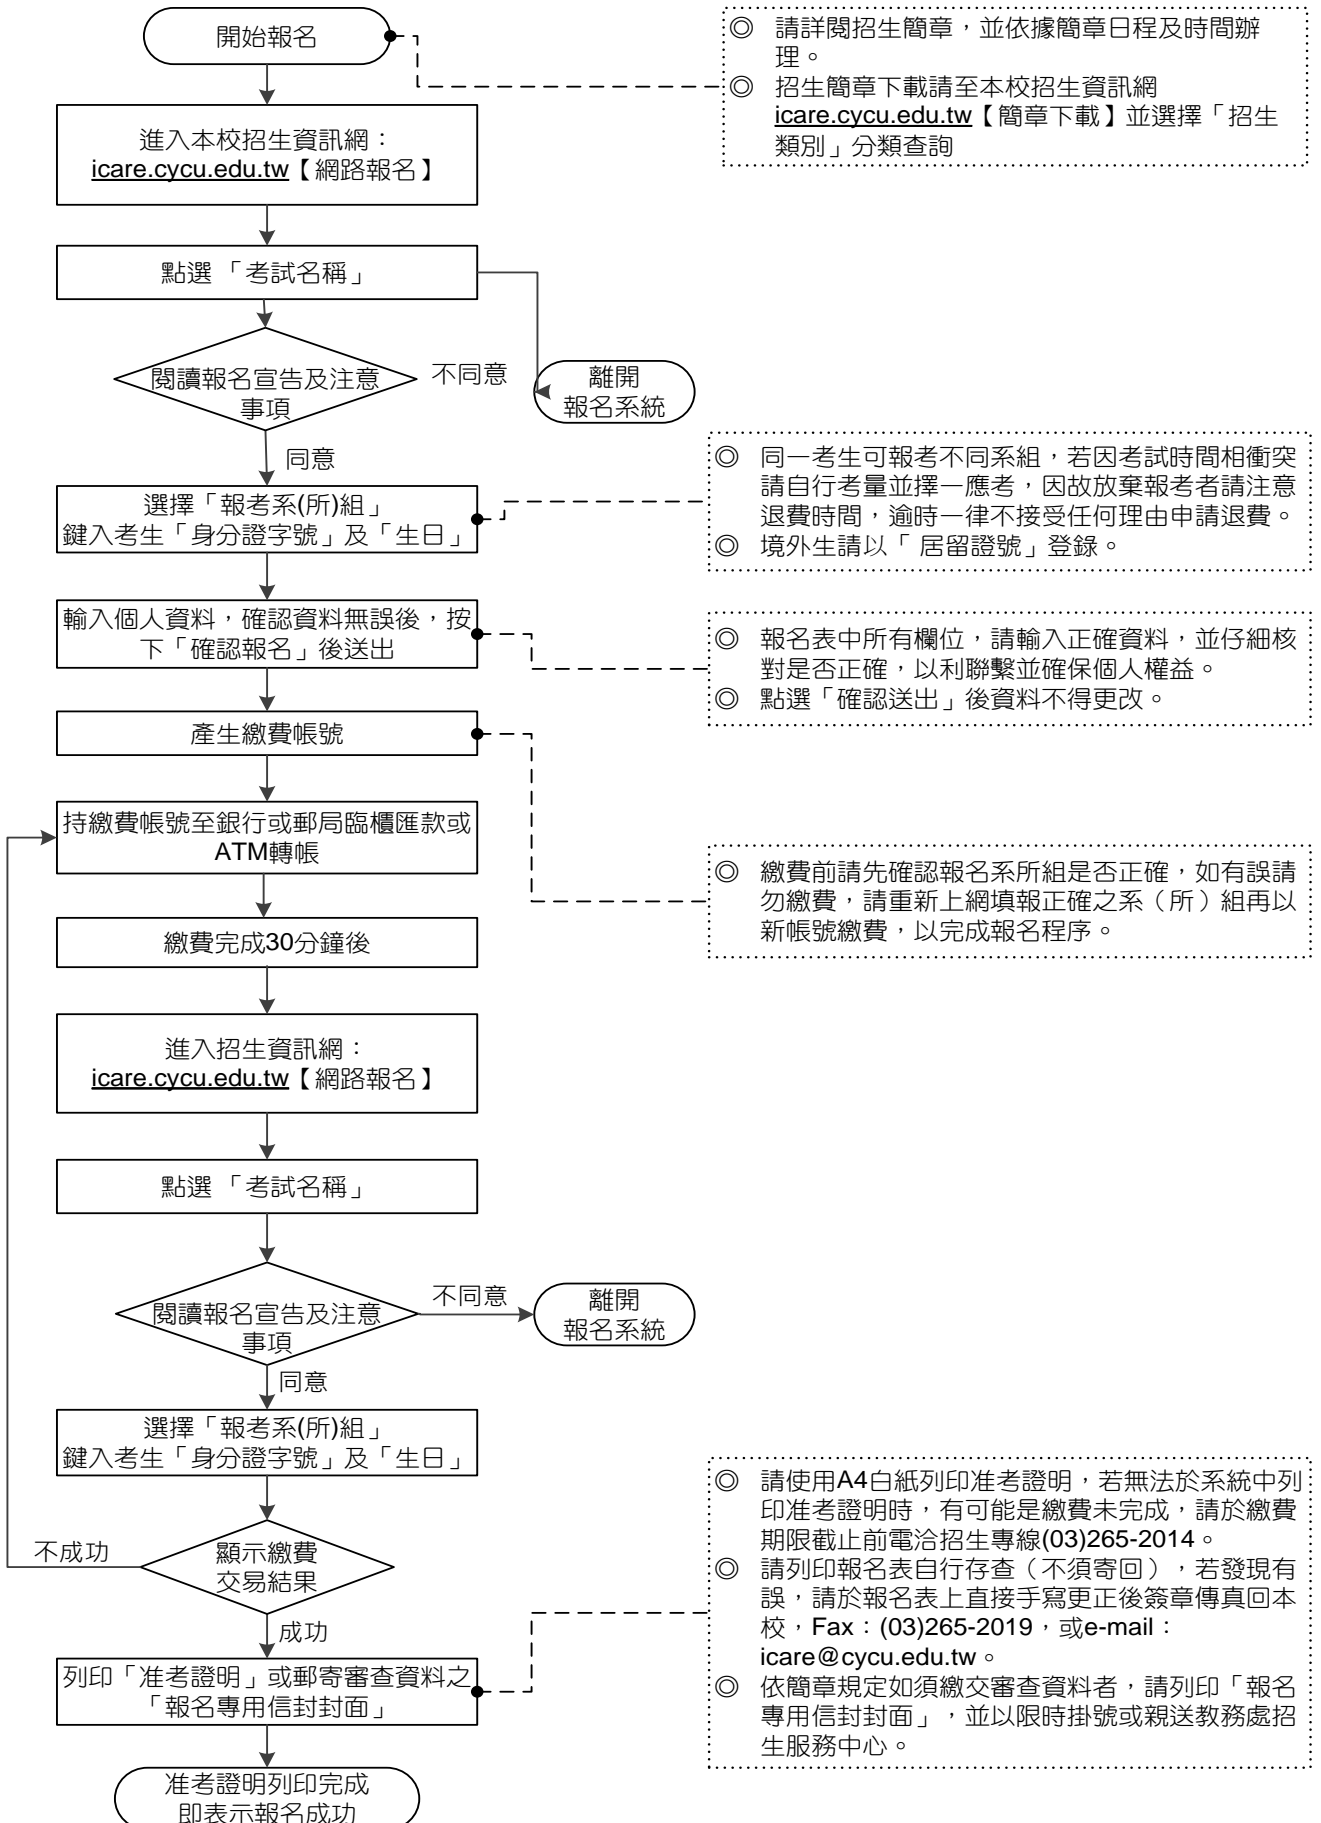 開始報名
◎ 請詳閱招生簡章，並依據簡章日程及時間辦
理。
◎ 招生簡章下載請至本校招生資訊網
icare.cycu.edu.tw【簡章下載】並選擇「招生
類別」分類查詢
進入本校招生資訊網：
icare.cycu.edu.tw【網路報名】
點選 「考試名稱」
閱讀報名宣告及注意
事項
不同意
離開
報名系統
同意
選擇「報考系(所)組」
鍵入考生「身分證字號」及「生日」
◎ 同一考生可報考不同系組，若因考試時間相衝突
請自行考量並擇一應考，因故放棄報考者請注意
退費時間，逾時一律不接受任何理由申請退費。
◎ 境外生請以「 居留證號」登錄。
輸入個人資料，確認資料無誤後，按
下「確認報名」後送出
◎ 報名表中所有欄位，請輸入正確資料，並仔細核
對是否正確，以利聯繫並確保個人權益。
◎ 點選「確認送出」後資料不得更改。
產生繳費帳號
持繳費帳號至銀行或郵局臨櫃匯款或
ATM轉帳
◎ 繳費前請先確認報名系所組是否正確，如有誤請
勿繳費，請重新上網填報正確之系（所）組再以
新帳號繳費，以完成報名程序。
繳費完成30分鐘後
進入招生資訊網：
icare.cycu.edu.tw【網路報名】
點選 「考試名稱」
閱讀報名宣告及注意
事項
不同意
離開
報名系統
同意
選擇「報考系(所)組」
鍵入考生「身分證字號」及「生日」
顯示繳費
交易結果
不成功
成功
列印「准考證明」或郵寄審查資料之
「報名專用信封封面」
◎ 請使用A4白紙列印准考證明，若無法於系統中列
印准考證明時，有可能是繳費未完成，請於繳費
期限截止前電洽招生專線(03)265-2014。
◎ 請列印報名表自行存查（不須寄回），若發現有
誤，請於報名表上直接手寫更正後簽章傳真回本
校，Fax：(03)265-2019，或e-mail：
icare@cycu.edu.tw。
◎ 依簡章規定如須繳交審查資料者，請列印「報名
專用信封封面」，並以限時掛號或親送教務處招
生服務中心。
准考證明列印完成
即表示報名成功